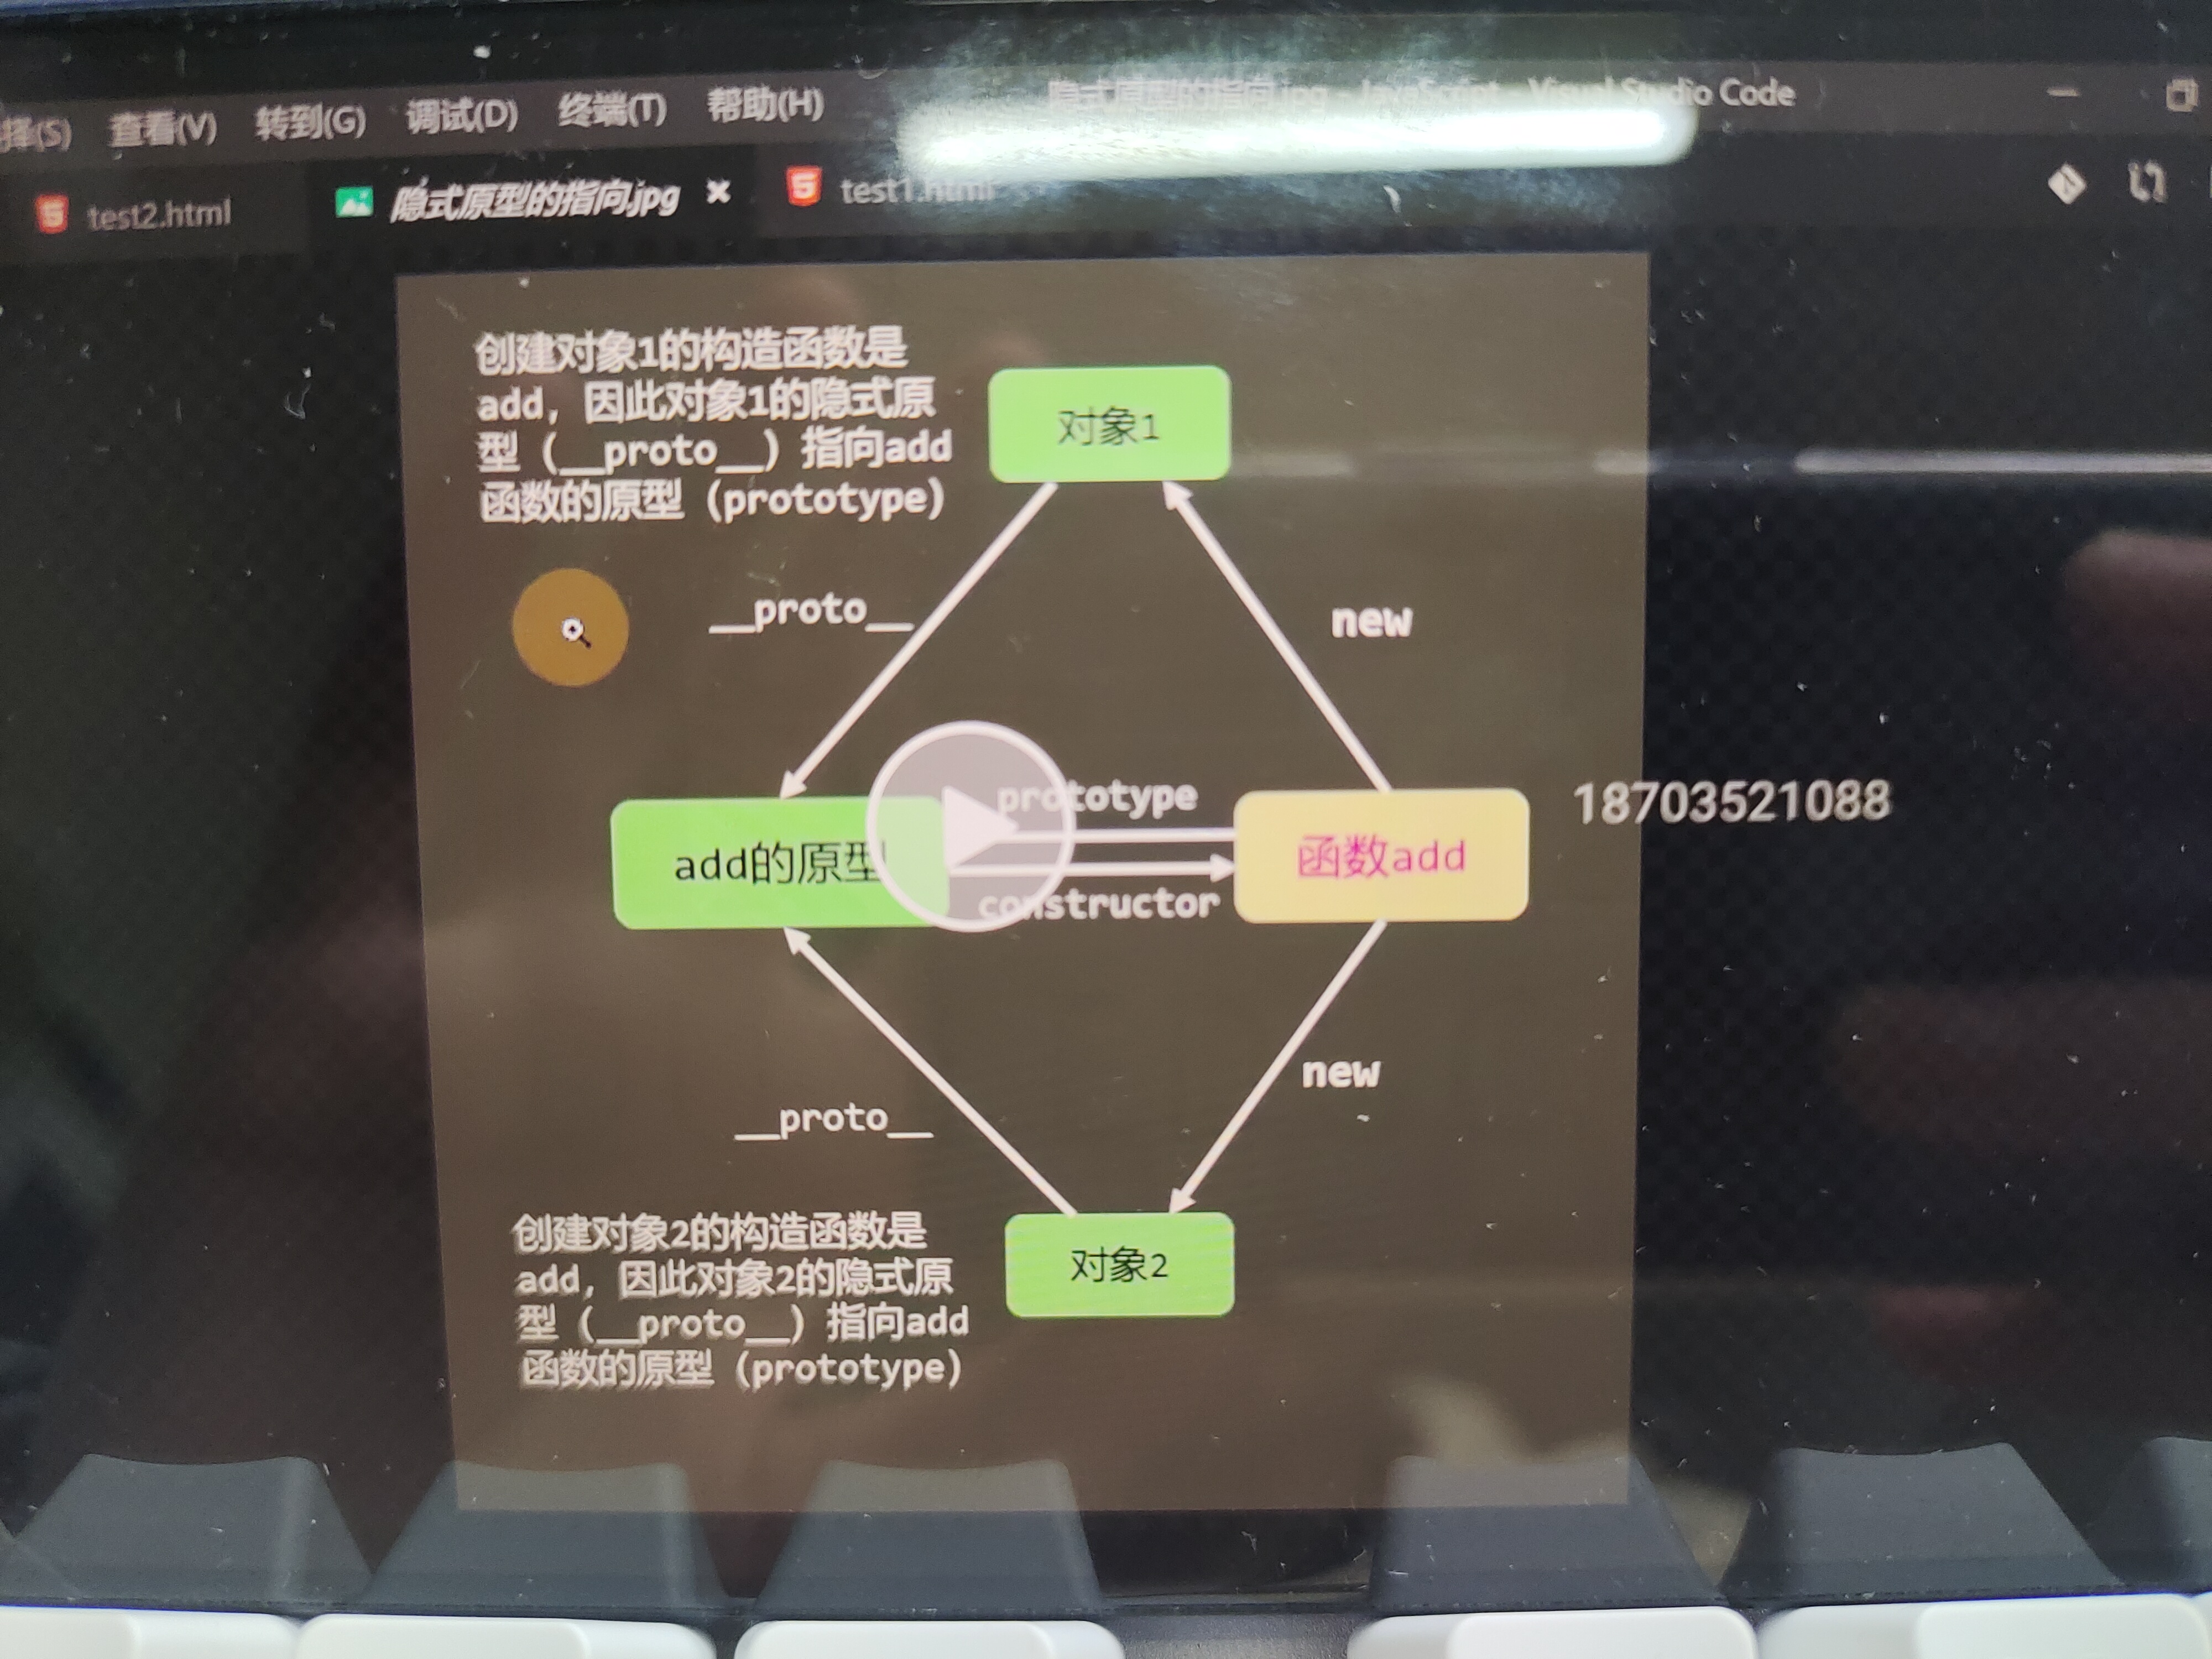 择(S) 查看(V) 转到(G) 调试(D) 终端(T) 帮助(H) 隐式原型的指向.jpg - JavaScript - Visual Studio Code
test2.html 隐式原型的指向.jpg × test1.html
创建对象1的构造函数是
add，因此对象1的隐式原
型（__proto__）指向add
函数的原型（prototype）
对象1
__proto__
new
prototype
add的原型
函数add
18703521088
constructor
new
__proto__
创建对象2的构造函数是
add，因此对象2的隐式原
型（__proto__）指向add
函数的原型（prototype）
对象2